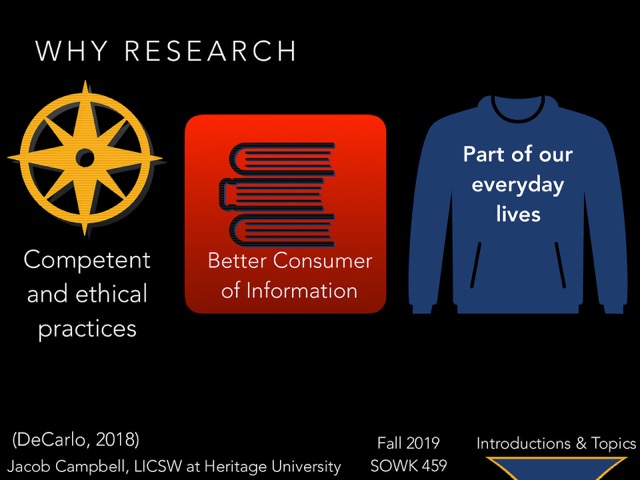 WHY RESEARCH
Competent
and ethical
practices
Better Consumer
of Information
Part of our
everyday
lives
(DeCarlo, 2018)
Jacob Campbell, LICSW at Heritage University
Fall 2019
SOWK 459
Introductions & Topics